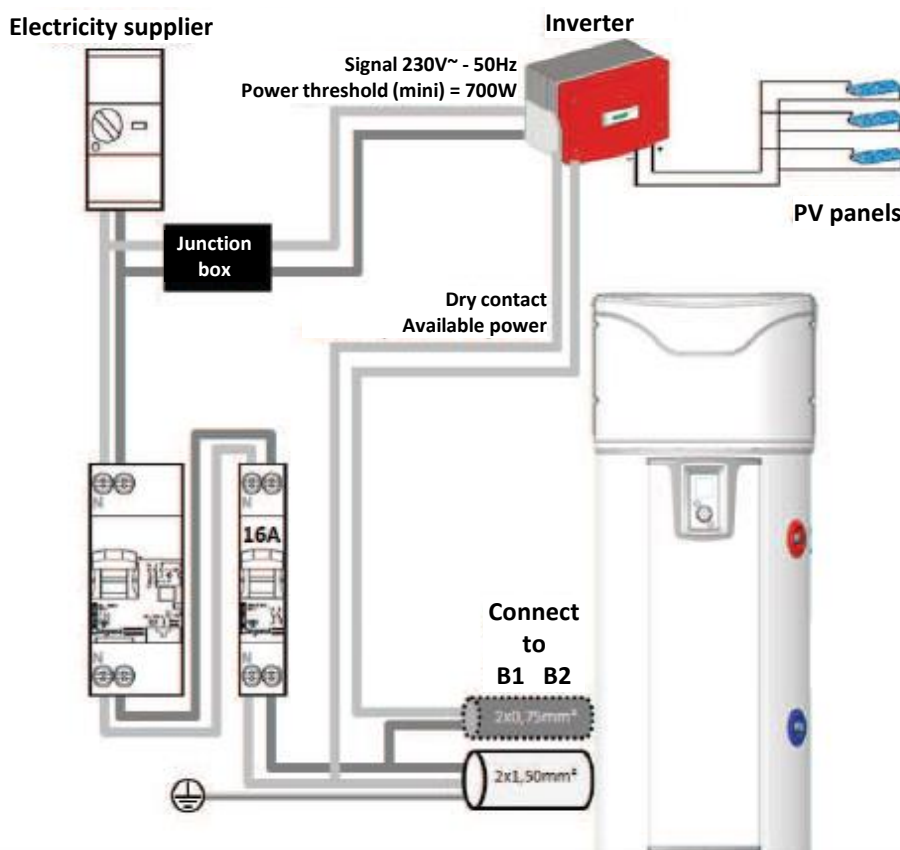 Electricity supplier
Inverter
Signal 230V~ - 50Hz
Power threshold (mini) = 700W
PV panels
Junction
box
Dry contact
Available power
N
N
16A
N
N
Connect
to
B1 B2
2x0,75mm²
2x1,50mm²